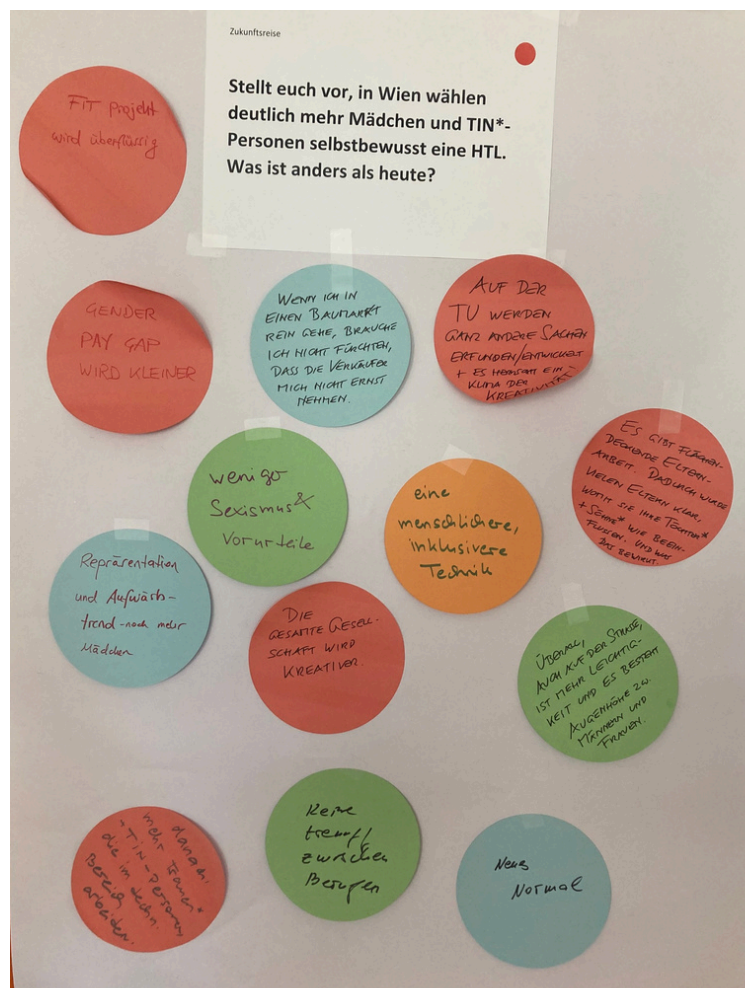 Zukunftsreise
Stellt euch vor, in Wien wählen
deutlich mehr Mädchen und TIN*-
Personen selbstbewusst eine HTL.
Was ist anders als heute?
FIT Projekt
wird überflüssig
GENDER
PAY GAP
WIRD KLEINER
WENN ICH IN
EINEN BAUMARKT
REIN GEHE, BRAUCHE
ICH NICHT FÜRCHTEN,
DASS DIE VERKÄUFER
MICH NICHT ERNST
NEHMEN.
AUF DER
TU WERDEN
GANZ ANDERE SACHEN
ERFUNDEN/ENTWICKELT
+ ES HERRSCHT EIN
KLIMA DER
KREATIVITÄT
weniger
Sexismus &
Vorurteile
eine
menschlichere,
inklusivere
Technik
ES GIBT FLÄCHEN-
DECKENDE ELTERN-
ARBEIT. DADURCH WURDE
VIELEN ELTERN KLAR,
WOMIT SIE IHRE TÖCHTER*
+ SÖHNE* WIE BEEIN-
FLUSSEN. UND WAS
DAS BEWIRKT.
Repräsentation
und Aufwärts-
trend - noch mehr
Mädchen
DIE
GESAMTE GESELL-
SCHAFT WIRD
KREATIVER.
ÜBERALL,
AUCH AUF DER STRASSE,
IST MEHR LEICHTIG-
KEIT UND ES BESTEHT
AUGENHÖHE ZW.
MÄNNERN UND
FRAUEN.
danach:
mehr Frauen*
-TIN-Personen
die im techn.
Bereich
arbeiden.
Keine
zwischen
Berufen
Neues
Normal